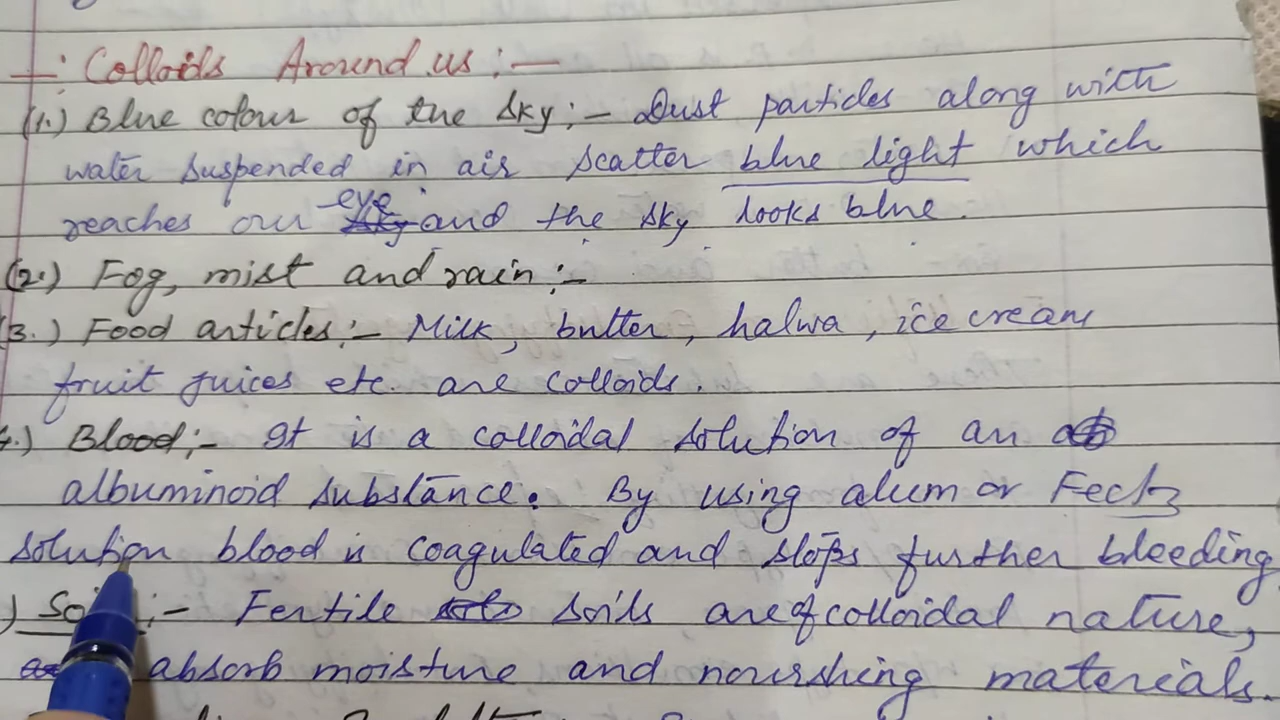 —: Colloids Around us :—
(1.) Blue colour of the sky :- Dust particles along with
water suspended in air scatter blue light which
reaches our eye and the sky looks blue.
(2.) Fog, mist and rain :-
(3.) Food articles :- Milk, butter, halwa, ice cream
fruit juices etc. are colloids.
4.) Blood :- It is a colloidal solution of an
albuminoid substance. By using alum or FeCl3
solution blood is coagulated and stops further bleeding
) So :- Fertile soils are of colloidal nature,
absorb moisture and nourshing materials.